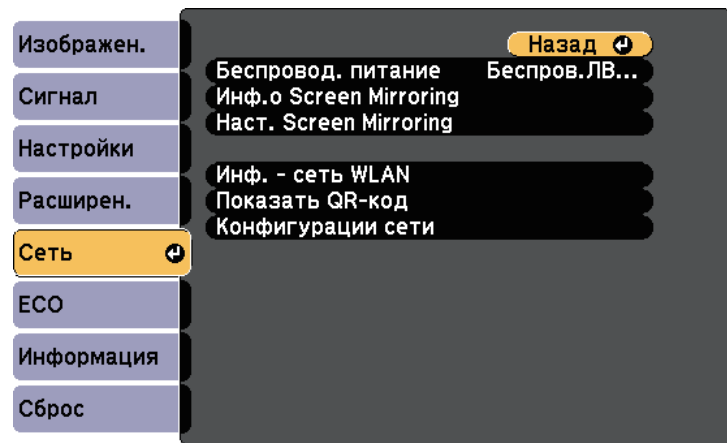 Изображен.
Сигнал
Настройки
Расширен.
Сеть
ECO
Информация
Сброс
Назад
Беспровод. питание Беспров.ЛВ...
Инф.о Screen Mirroring
Наст. Screen Mirroring
Инф. - сеть WLAN
Показать QR-код
Конфигурации сети